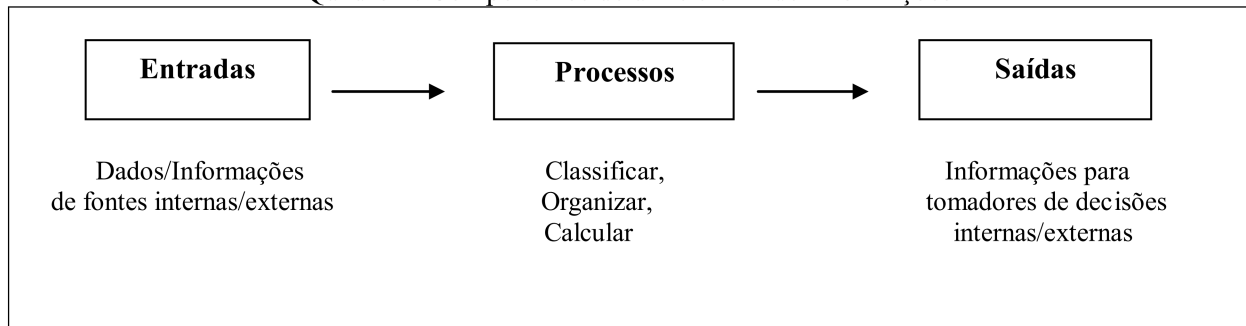 Entradas
Processos
Saídas
Dados/Informações
de fontes internas/externas
Classificar,
Organizar,
Calcular
Informações para
tomadores de decisões
internas/externas